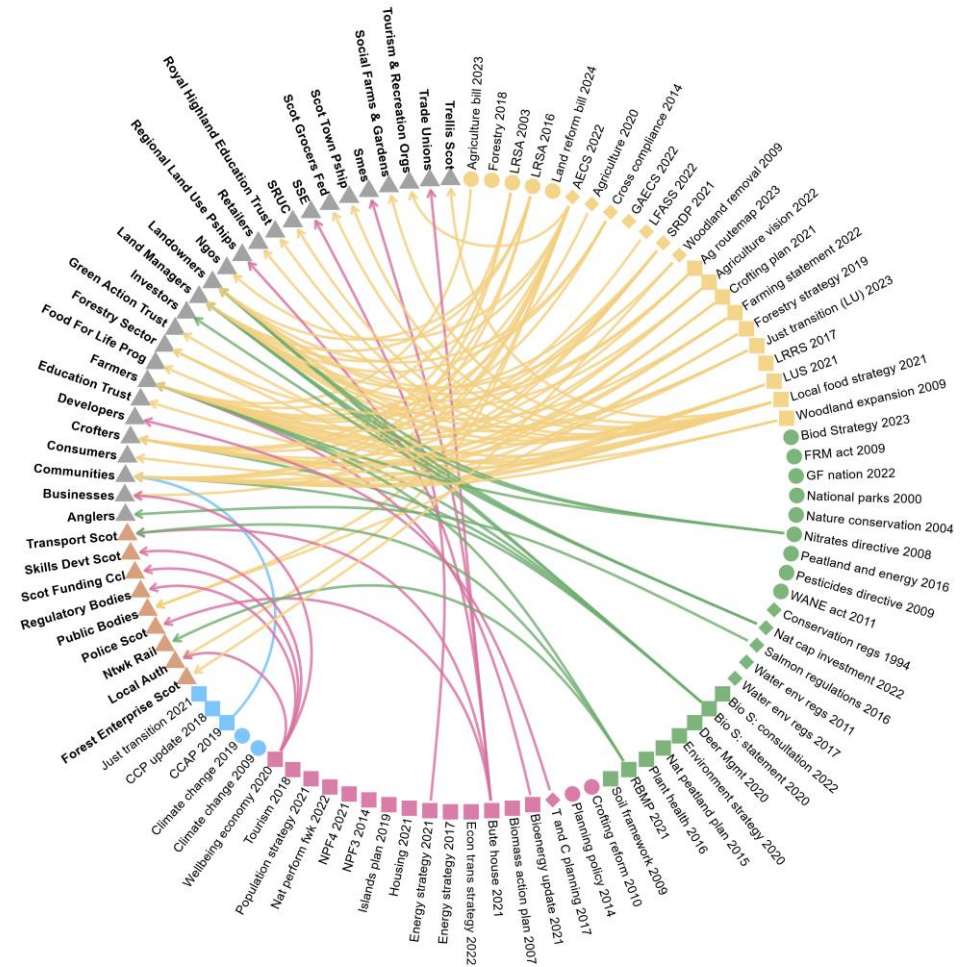 Trellis Scot
Trade Unions
Tourism & Recreation Orgs
Social Farms & Gardens
Smes
Scot Town Pship
Scot Grocers Fed
SSE
SRUC
Royal Highland Education Trust
Retailers
Regional Land Use Pships
Ngos
Landowners
Land Managers
Investors
Green Action Trust
Forestry Sector
Food For Life Prog
Farmers
Education Trust
Developers
Crofters
Consumers
Communities
Businesses
Anglers
Transport Scot
Skills Devt Scot
Scot Funding Ccl
Regulatory Bodies
Public Bodies
Police Scot
Ntwk Rail
Local Auth
Forest Enterprise Scot
Just transition 2021
CCP update 2018
CCAP 2019
Climate change 2019
Climate change 2009
Wellbeing economy 2020
Tourism 2018
Population strategy 2021
Nat perform fwk 2022
NPF4 2021
NPF3 2014
Islands plan 2019
Housing 2021
Energy strategy 2021
Energy strategy 2017
Econ trans strategy 2022
Bute house 2021
Biomass action plan 2007
Bioenergy update 2021
T and C planning 2017
Planning policy 2014
Crofting reform 2010
Soil framework 2009
RBMP 2021
Plant health 2016
Nat peatland plan 2015
Environment strategy 2020
Deer Mgmt 2020
Bio S: statement 2020
Bio S: consultation 2022
Water env regs 2017
Water env regs 2011
Salmon regulations 2016
Nat cap investment 2022
Conservation regs 1994
WANE act 2011
Pesticides directive 2009
Peatland and energy 2016
Nitrates directive 2008
Nature conservation 2004
National parks 2000
GF nation 2022
FRM act 2009
Biod Strategy 2023
Woodland expansion 2009
Local food strategy 2021
LUS 2021
LRRS 2017
Just transition (LU) 2023
Forestry strategy 2019
Farming statement 2022
Crofting plan 2021
Agriculture vision 2022
Ag routemap 2023
Woodland removal 2009
SRDP 2021
LFASS 2022
GAECS 2022
Cross compliance 2014
Agriculture 2020
AECS 2022
Land reform bill 2024
LRSA 2016
LRSA 2003
Forestry 2018
Agriculture bill 2023